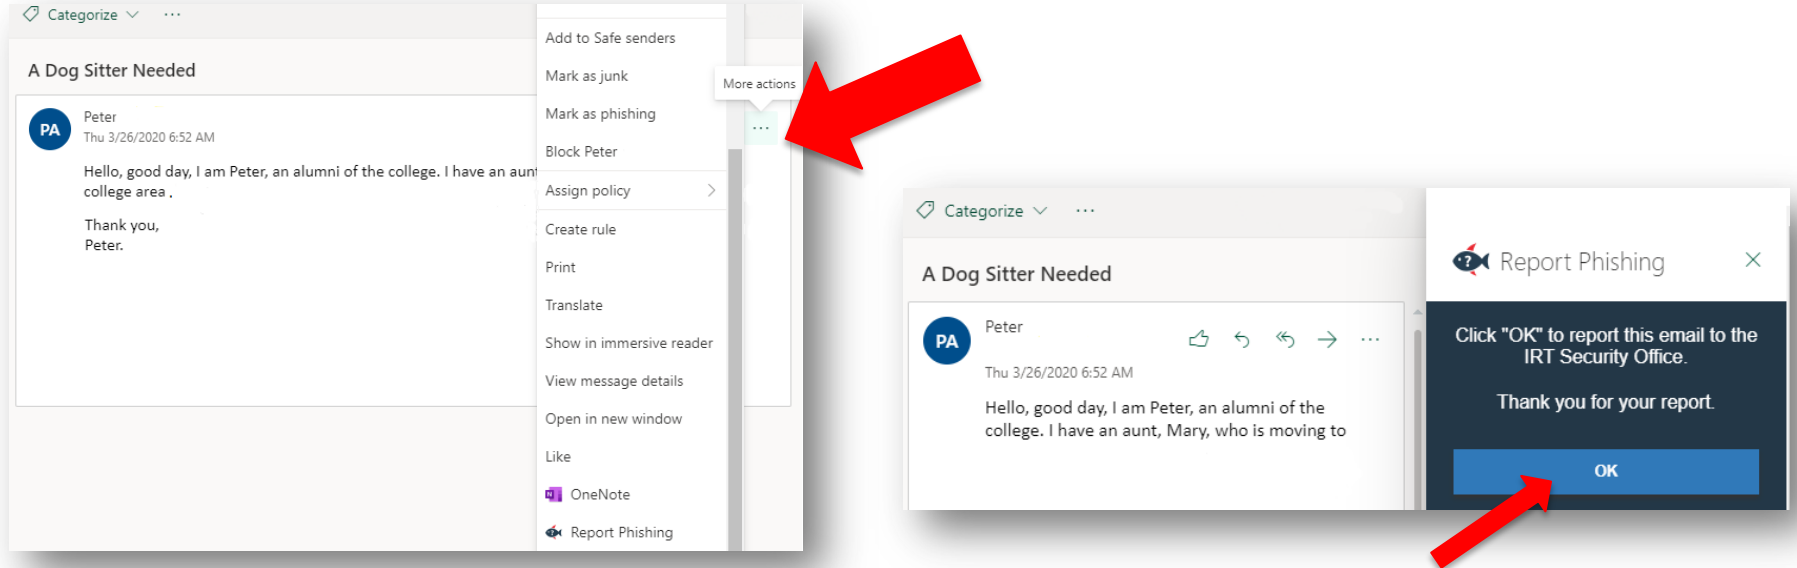 Categorize
A Dog Sitter Needed
PA
Peter
Thu 3/26/2020 6:52 AM
Hello, good day, I am Peter, an alumni of the college. I have an aunt
college area .
Thank you,
Peter.
Add to Safe senders
Mark as junk
Mark as phishing
Block Peter
Assign policy
Create rule
Print
Translate
Show in immersive reader
View message details
Open in new window
Like
OneNote
Report Phishing
More actions
Categorize
A Dog Sitter Needed
PA
Peter
Thu 3/26/2020 6:52 AM
Hello, good day, I am Peter, an alumni of the
college. I have an aunt, Mary, who is moving to
Report Phishing
Click "OK" to report this email to the
IRT Security Office.
Thank you for your report.
OK